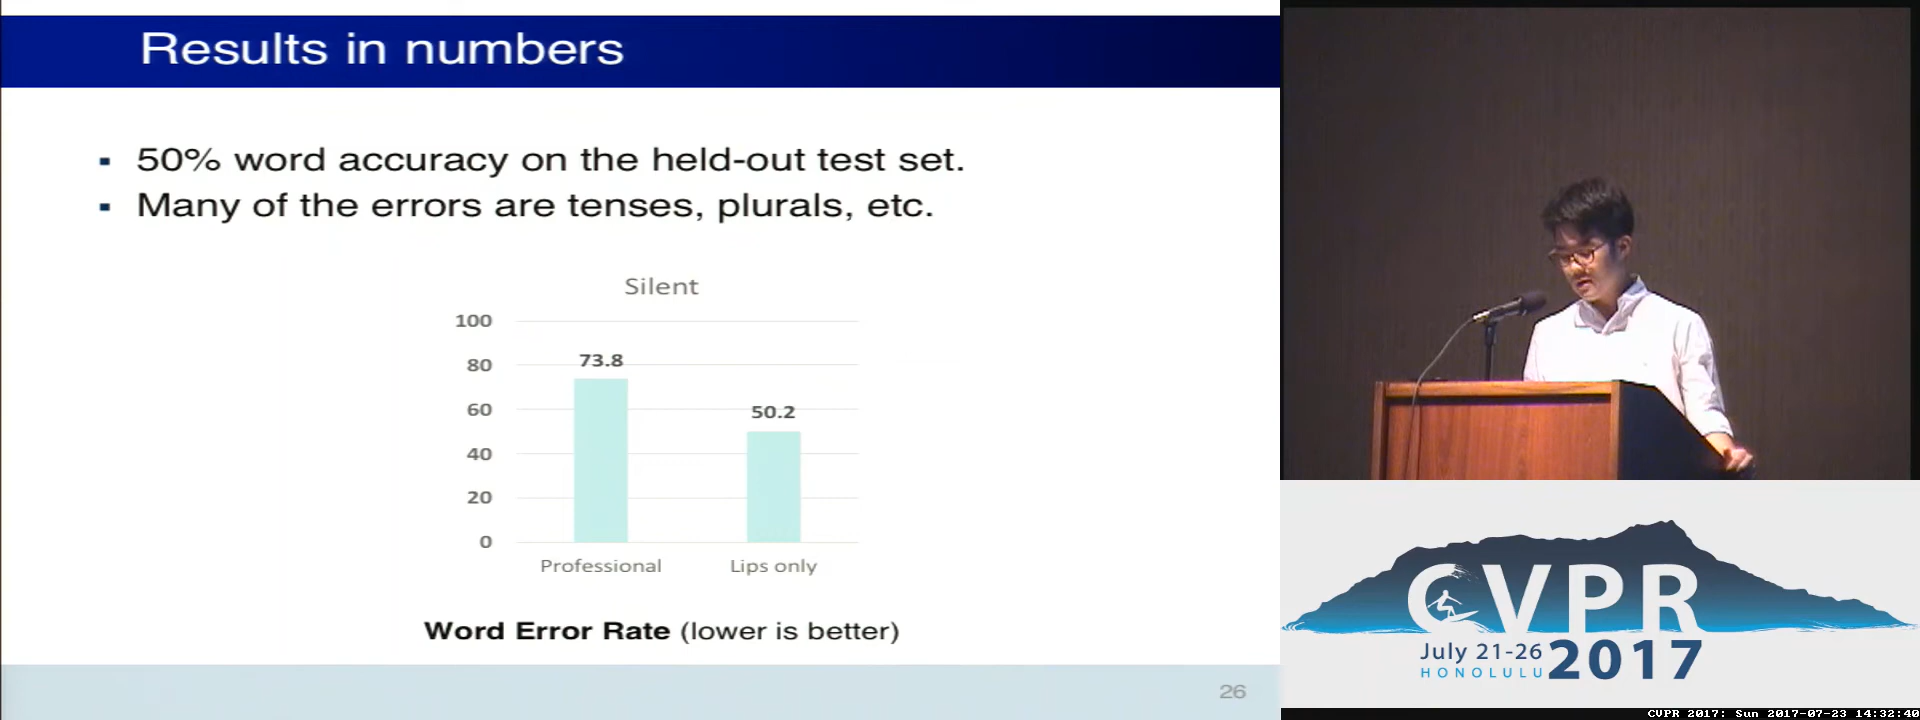 Results in numbers
▪ 50% word accuracy on the held-out test set.
▪ Many of the errors are tenses, plurals, etc.
Silent
100
80
60
40
20
0
73.8
50.2
Professional
Lips only
Word Error Rate (lower is better)
26
CVPR
July 21-26
HONOLULU
2017
CVPR 2017: Sun 2017-07-23 14:32:40